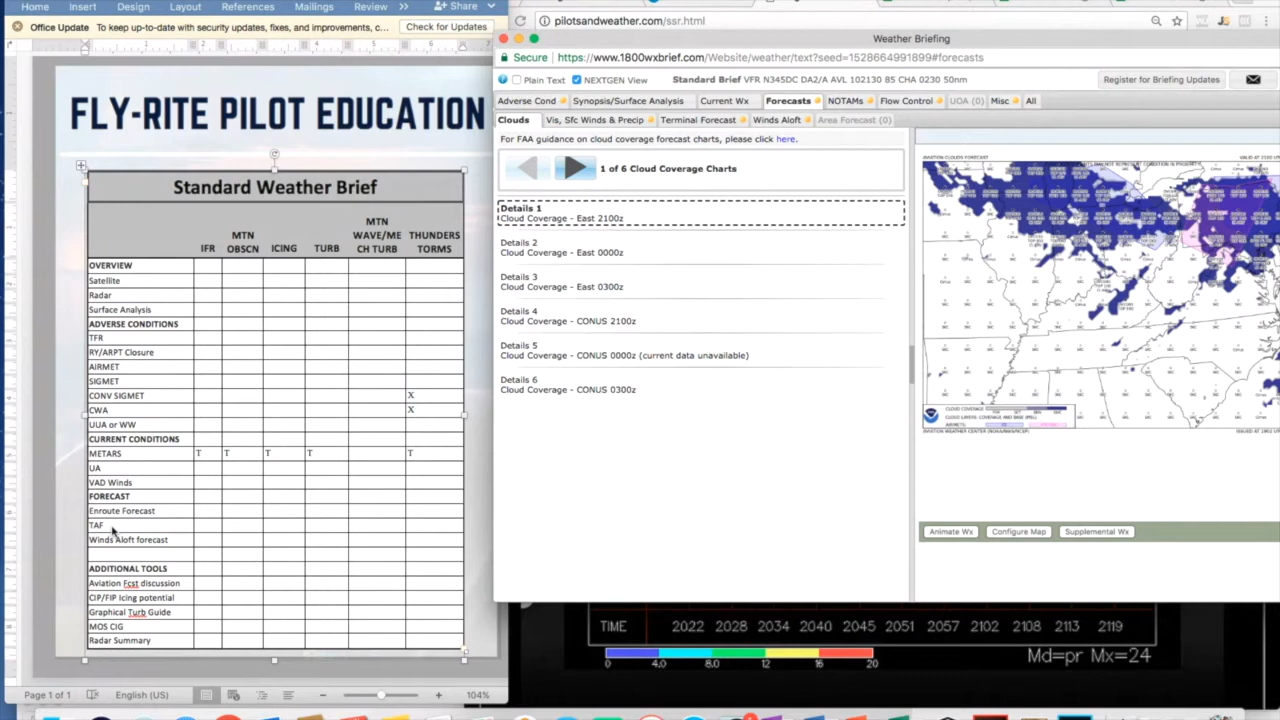 Home Insert Design Layout References Mailings Review Share
Office Update To keep up-to-date with security updates, fixes, and improvements, c... Check for Updates
FLY-RITE PILOT EDUCATION
Standard Weather Brief
IFR MTN OBSCN ICING TURB MTN WAVE/ME CH TURB THUNDERS TORMS
OVERVIEW
Satellite
Radar
Surface Analysis
ADVERSE CONDITIONS
TFR
RY/ARPT Closure
AIRMET
SIGMET
CONV SIGMET X
CWA X
UUA or WW
CURRENT CONDITIONS
METARS T T T T T
UA
VAD Winds
FORECAST
Enroute Forecast
TAF
Winds Aloft forecast
ADDITIONAL TOOLS
Aviation Fcst discussion
CIP/FIP Icing potential
Graphical Turb Guide
MOS CIG
Radar Summary
Page 1 of 1 English (US) 104%
pilotsandweather.com/ssr.html
Weather Briefing
Secure https://www.1800wxbrief.com/Website/weather/text?seed=1528664991899#forecasts
Plain Text NEXTGEN View Standard Brief VFR N345DC DA2/A AVL 102130 85 CHA 0230 50nm Register for Briefing Updates
Adverse Cond Synopsis/Surface Analysis Current Wx Forecasts NOTAMs Flow Control UOA (0) Misc All
Clouds Vis, Sfc Winds & Precip Terminal Forecast Winds Aloft Area Forecast (0)
For FAA guidance on cloud coverage forecast charts, please click here.
1 of 6 Cloud Coverage Charts
Details 1
Cloud Coverage - East 2100z
Details 2
Cloud Coverage - East 0000z
Details 3
Cloud Coverage - East 0300z
Details 4
Cloud Coverage - CONUS 2100z
Details 5
Cloud Coverage - CONUS 0000z (current data unavailable)
Details 6
Cloud Coverage - CONUS 0300z
AVIATION CLOUDS FORECAST
Animate Wx Configure Map Supplemental Wx
TIME 2022 2028 2034 2040 2045 2051 2057 2102 2108 2113 2119
0 4.0 8.0 12 16 20
Md=pr Mx=24